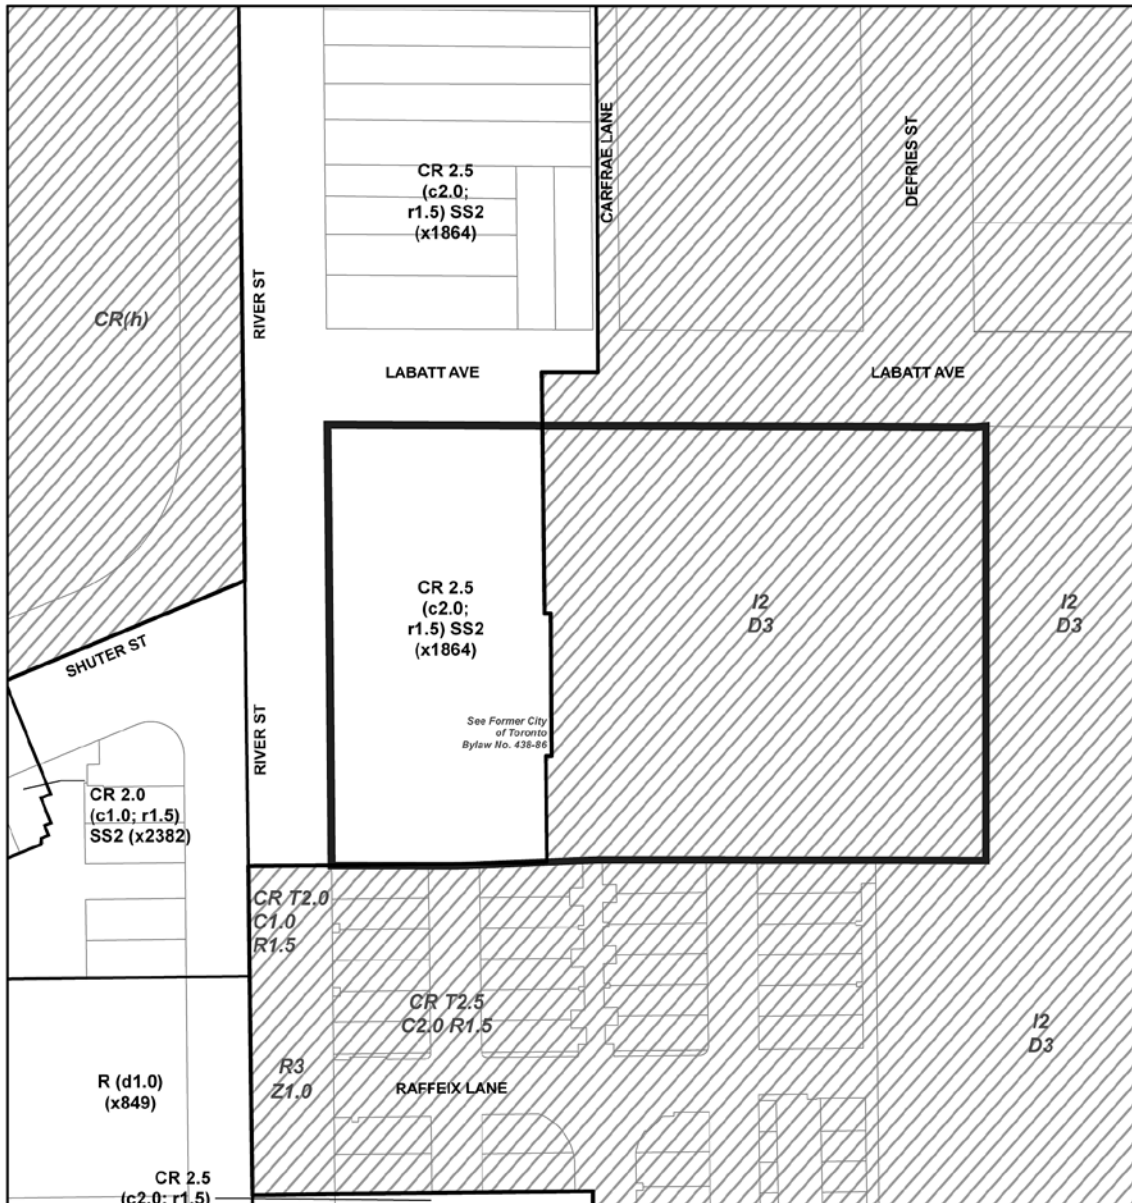 CARFRAE LANE
DEFRIES ST
CR 2.5
(c2.0;
r1.5) SS2
(x1864)
RIVER ST
CR(h)
LABATT AVE
LABATT AVE
CR 2.5
(c2.0;
r1.5) SS2
(x1864)
I2
D3
I2
D3
SHUTER ST
RIVER ST
See Former City
of Toronto
Bylaw No. 438-86
CR 2.0
(c1.0; r1.5)
SS2 (x2382)
CR T2.0
C1.0
R1.5
CR T2.5
C2.0 R1.5
I2
D3
R3
Z1.0
RAFFEIX LANE
R (d1.0)
(x849)
CR 2.5
(c2.0; r1.5)